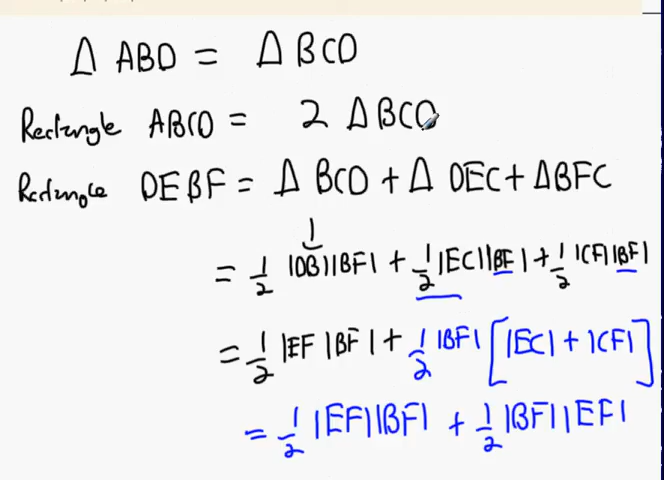 Δ ABD = Δ BCD
Rectangle ABCD = 2 Δ BCD
Rectangle DEBF = Δ BCD + Δ DEC + ΔBFC
1
= 1/2 |DB||BF| + 1/2 |EC||BF| + 1/2 |CF||BF|
= 1/2 |EF |BF| + 1/2 |BF| [|EC| + |CF|]
= 1/2 |EF||BF| + 1/2 |BF||EF|